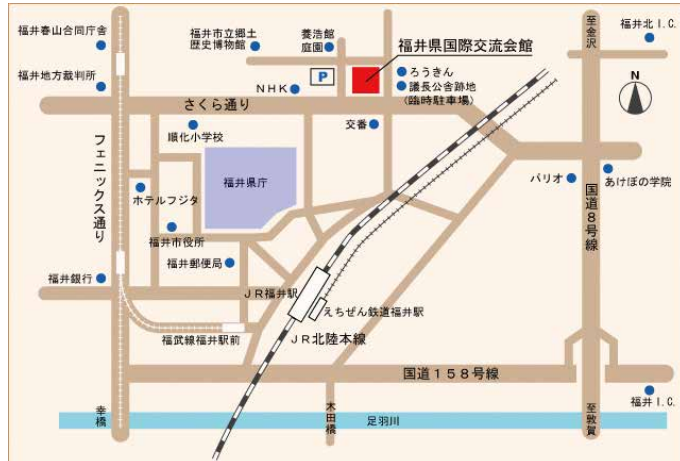 福井春山合同庁舎
福井市立郷土
歴史博物館
養浩館
庭園
福井県国際交流会館
至金沢
福井北I.C.
福井地方裁判所
P
NHK
ろうきん
議長公舎跡地
(臨時駐車場)
N
さくら通り
交番
順化小学校
フェニックス通り
福井県庁
ホテルフジタ
パリオ
あけぼの学院
国道8号線
福井市役所
福井郵便局
福井銀行
JR福井駅
えちぜん鉄道福井駅
福武線福井駅前
JR北陸本線
国道158号線
幸橋
木田橋
足羽川
至敦賀
福井I.C.